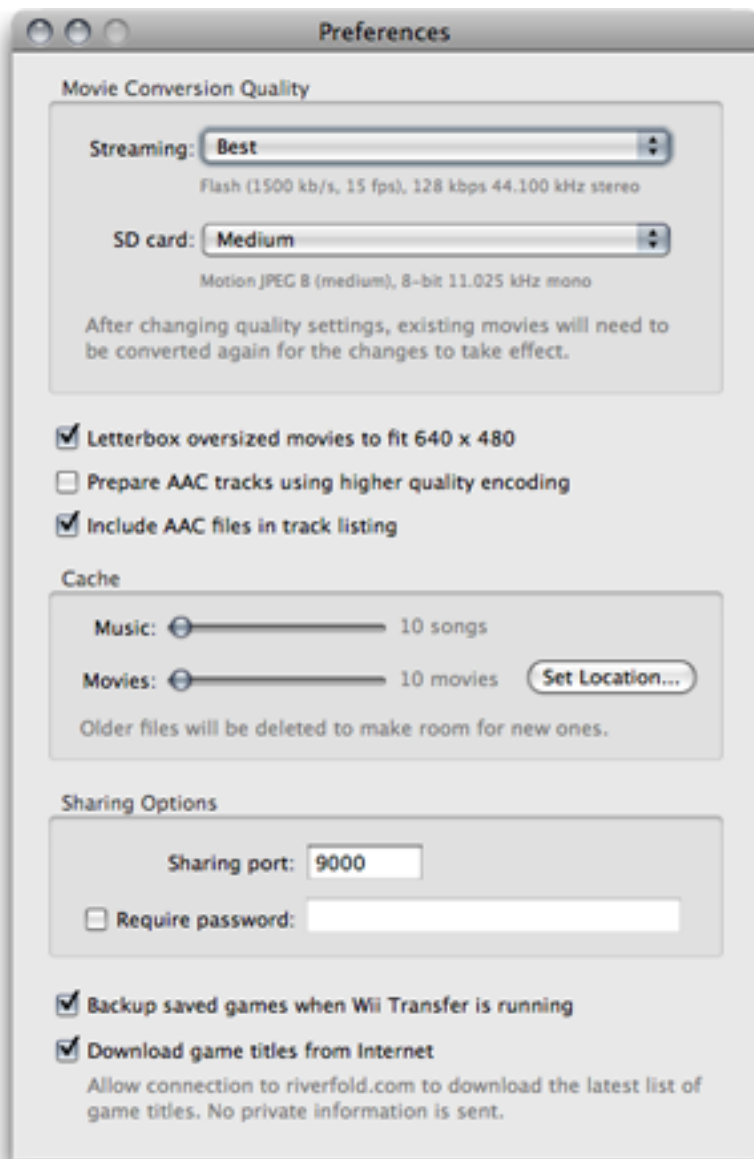 Preferences
Movie Conversion Quality
Streaming: Best
Flash (1500 kb/s, 15 fps), 128 kbps 44.100 kHz stereo
SD card: Medium
Motion JPEG B (medium), 8-bit 11.025 kHz mono
After changing quality settings, existing movies will need to
be converted again for the changes to take effect.
Letterbox oversized movies to fit 640 x 480
Prepare AAC tracks using higher quality encoding
Include AAC files in track listing
Cache
Music: 10 songs
Movies: 10 movies Set Location...
Older files will be deleted to make room for new ones.
Sharing Options
Sharing port: 9000
Require password:
Backup saved games when Wii Transfer is running
Download game titles from Internet
Allow connection to riverfold.com to download the latest list of
game titles. No private information is sent.